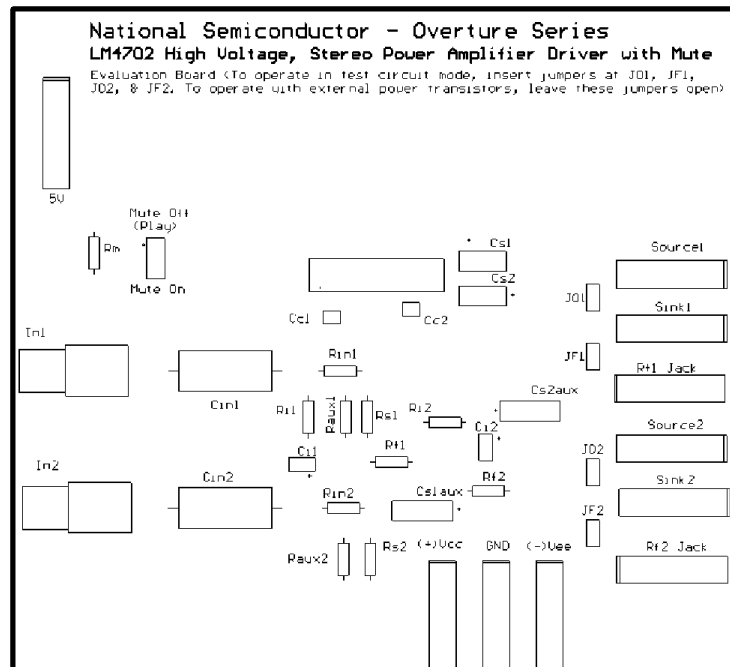 National Semiconductor - Overture Series
LM4702 High Voltage, Stereo Power Amplifier Driver with Mute
Evaluation Board (To operate in test circuit mode, insert jumpers at JO1, JF1,
JO2, & JF2. To operate with external power transistors, leave these jumpers open)
5V
Mute Off
(Play)
Rm
Mute On
Cs1
Cs2
Source1
JO1
Sink1
Cc1
Cc2
In1
Rin1
JF1
Rf1 Jack
Cin1
Ri1
Raux1
Rs1
Ri2
Cs2aux
Ci2
Source2
Ci1
Rf1
JO2
In2
Cin2
Rin2
Cs1aux
Rf2
Sink2
JF2
Raux2
Rs2
(+)Vcc
GND
(-)Vee
Rf2 Jack